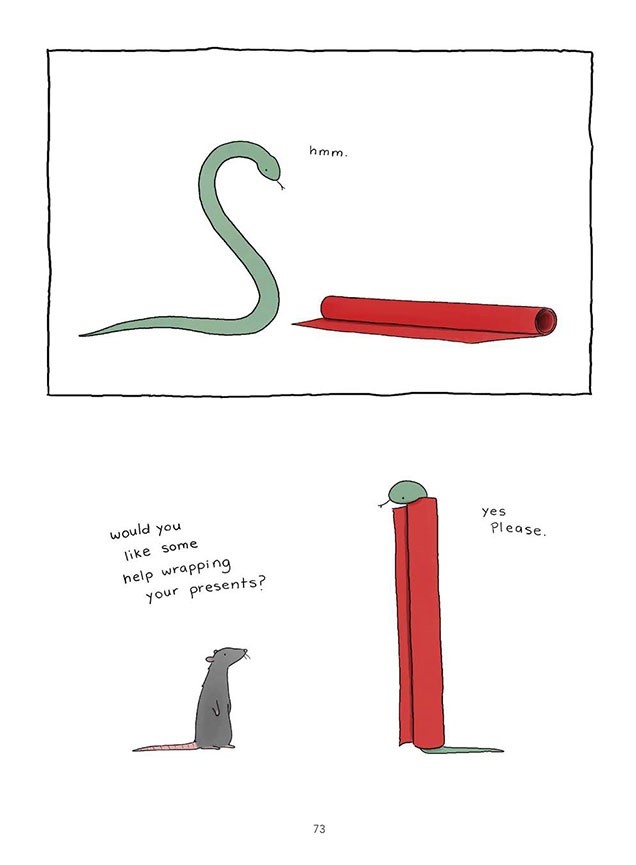 hmm.
would you
like some
help wrapping
your presents?
yes
Please.
73